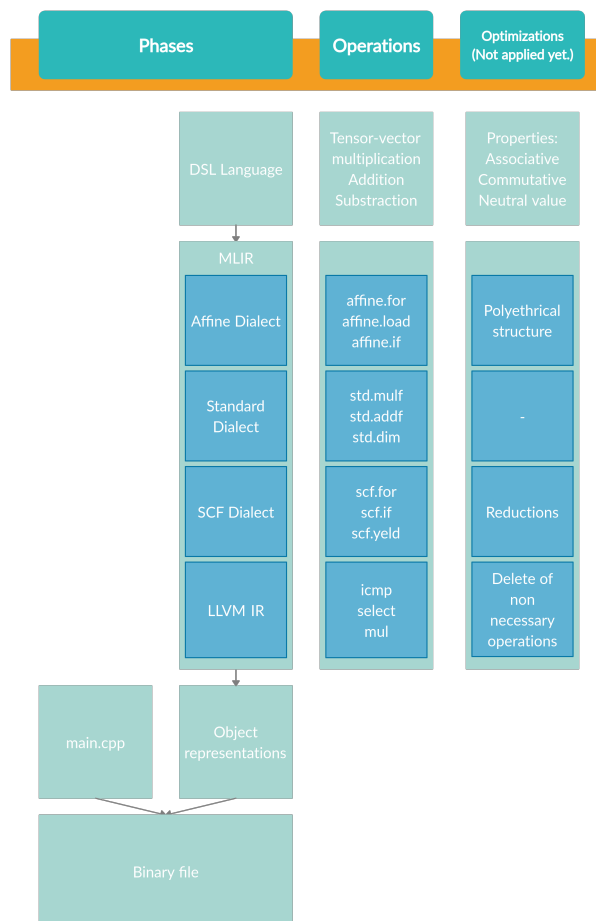 Phases
Operations
Optimizations
(Not applied yet.)
DSL Language
Tensor-vector
multiplication
Addition
Substraction
Properties:
Associative
Commutative
Neutral value
MLIR
Affine Dialect
affine.for
affine.load
affine.if
Polyethrical
structure
Standard
Dialect
std.mulf
std.addf
std.dim
-
SCF Dialect
scf.for
scf.if
scf.yeld
Reductions
LLVM IR
icmp
select
mul
Delete of
non
necessary
operations
main.cpp
Object
representations
Binary file